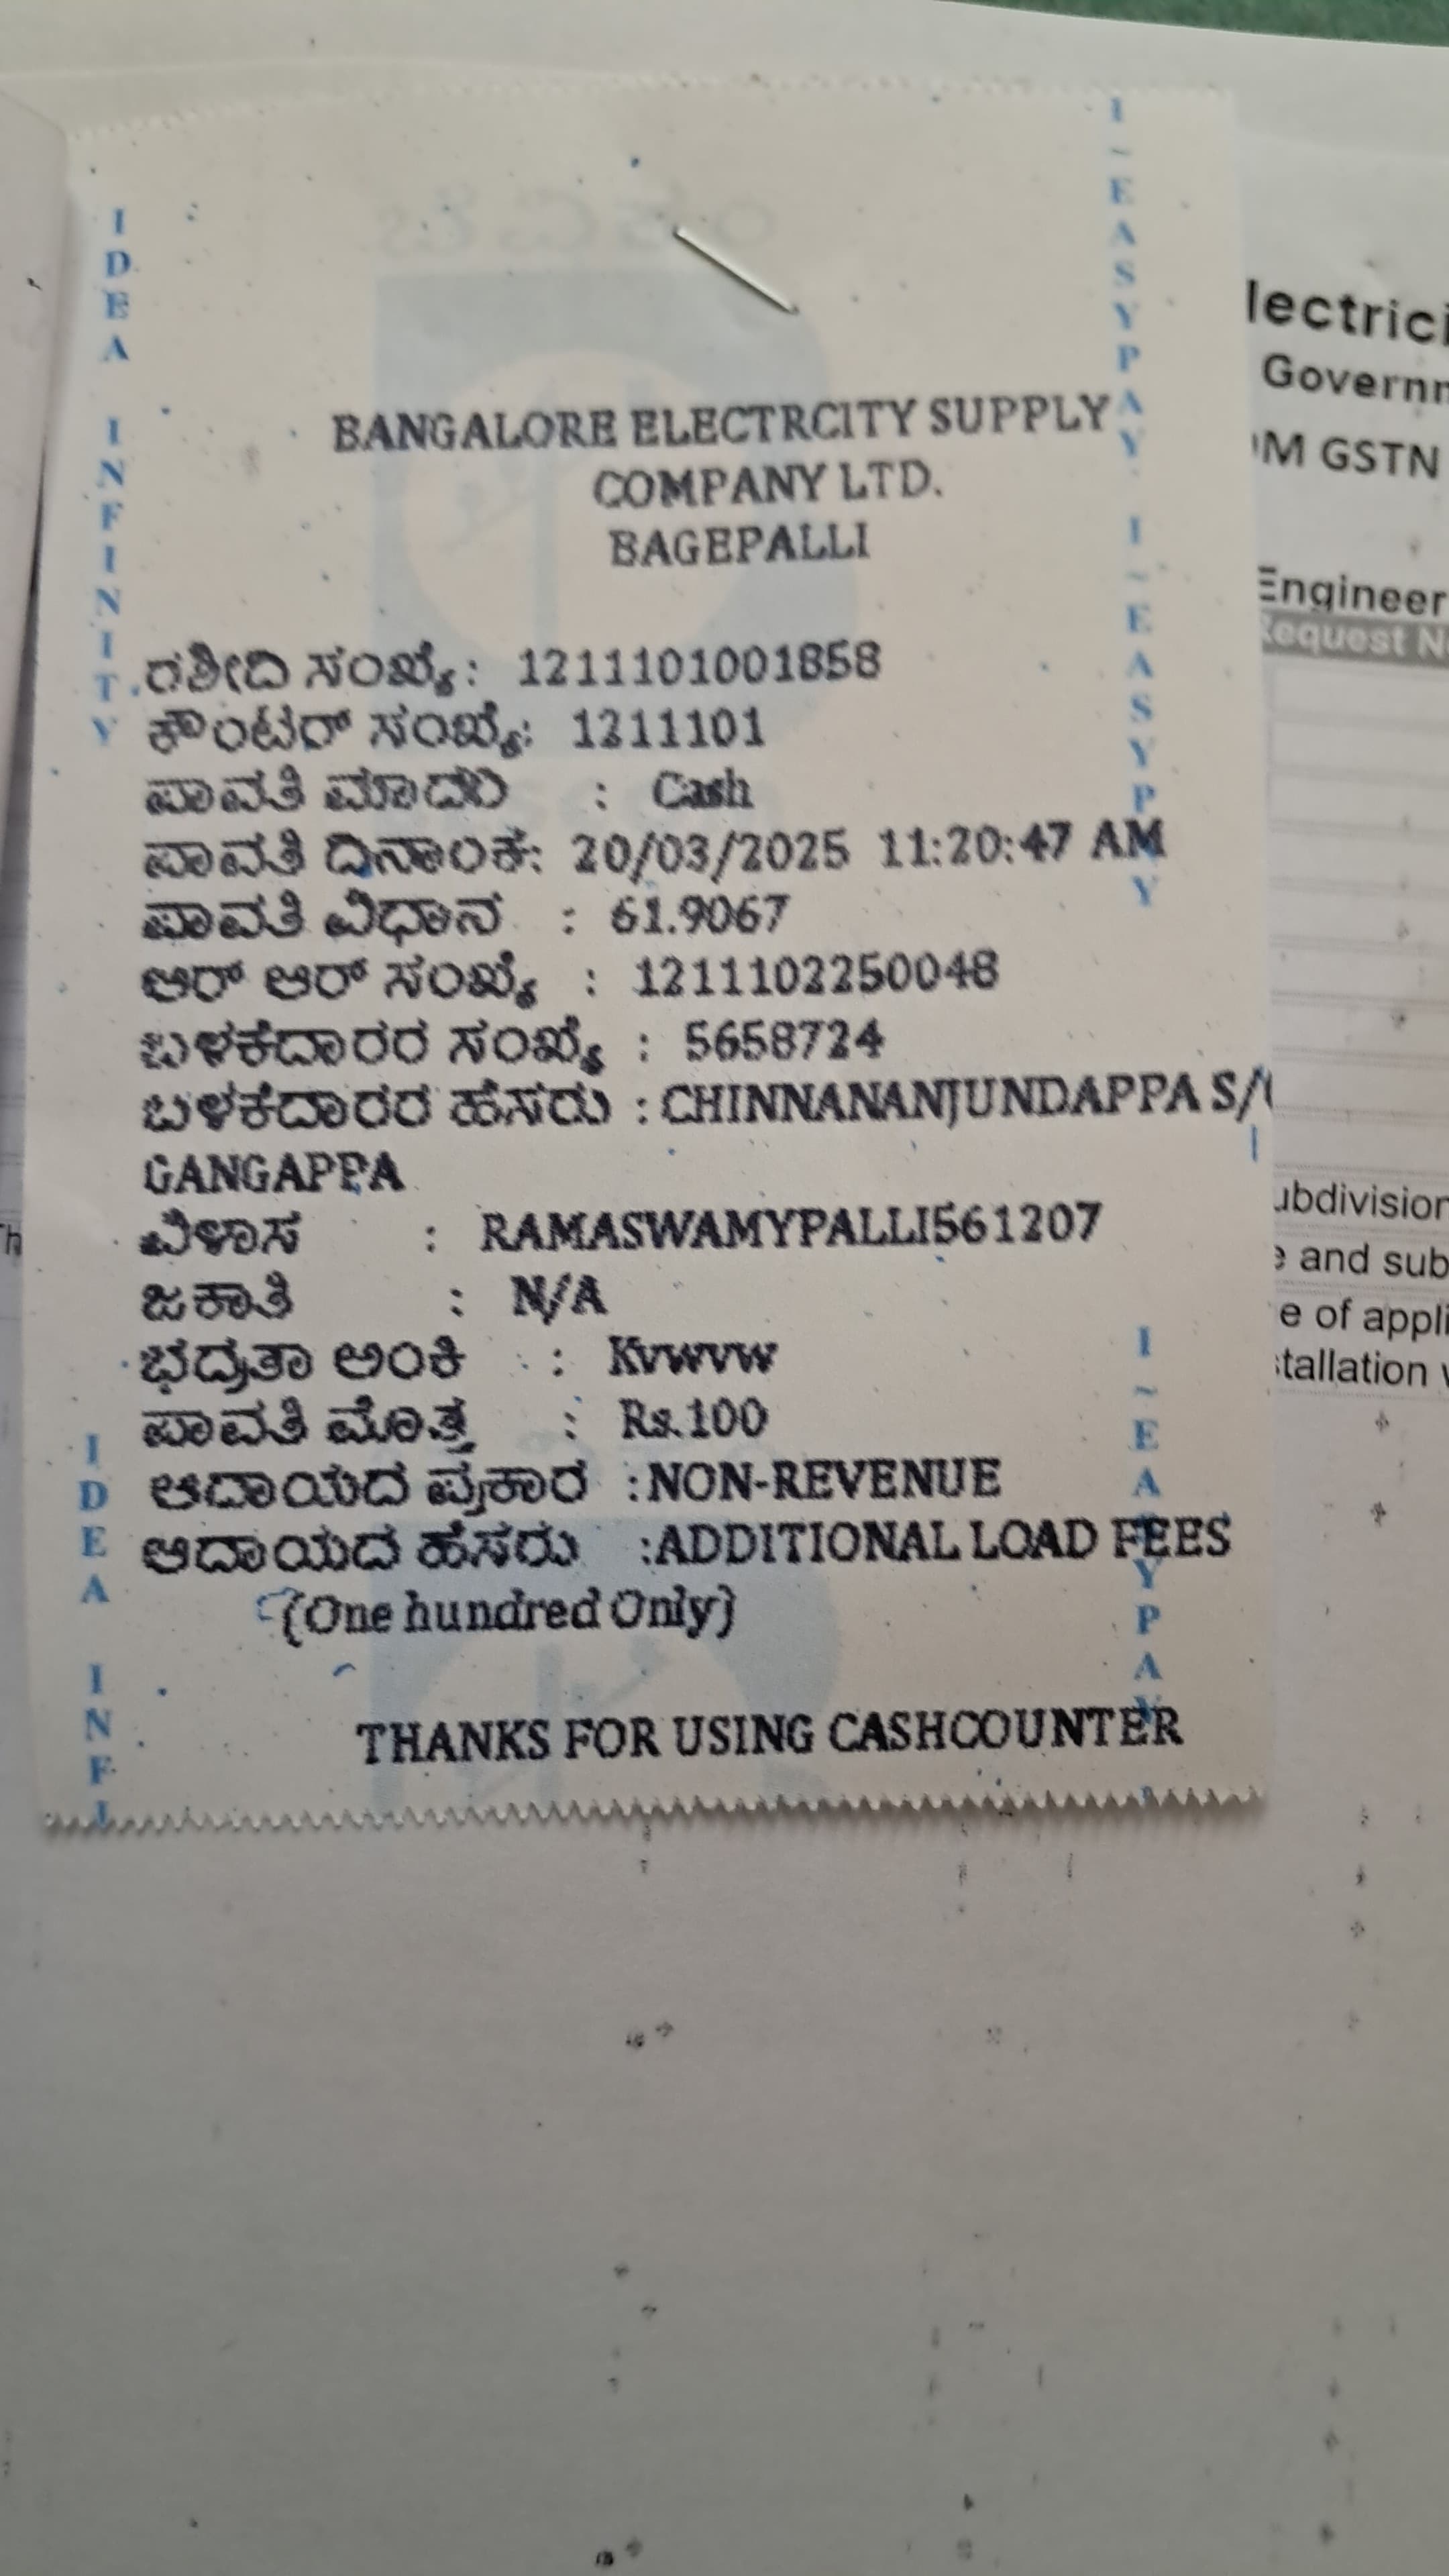 BANGALORE ELECTRCITY SUPPLY
COMPANY LTD.
BAGEPALLI
ರಶೀದಿ ಸಂಖ್ಯೆ: 1211101001858
ಕೌಂಟರ್ ಸಂಖ್ಯೆ: 1211101
ಪಾವತಿ ಮಾದರಿ : Cash
ಪಾವತಿ ದಿನಾಂಕ: 20/03/2025 11:20:47 AM
ಪಾವತಿ ವಿಧಾನ : 61.9067
ಆರ್ ಆರ್ ಸಂಖ್ಯೆ : 1211102250048
ಬಳಕೆದಾರರ ಸಂಖ್ಯೆ : 5658724
ಬಳಕೆದಾರರ ಹೆಸರು : CHINNANANJUNDAPPA S/
GANGAPPA
ವಿಳಾಸ : RAMASWAMYPALLI561207
ಜಕಾತಿ : N/A
ಭದ್ರತಾ ಅಂಕಿ : Kvwvw
ಪಾವತಿ ಮೊತ್ತ : Rs.100
ಆದಾಯದ ಪ್ರಕಾರ :NON-REVENUE
ಆದಾಯದ ಹೆಸರು :ADDITIONAL LOAD FEES
{One hundred Only}
THANKS FOR USING CASHCOUNTER
IDEA INFINITY
IDEA INFI
I~EASYPAY I~EASYPAY
I~EASYPAY
lectrici
Governm
M GSTN
Engineer
Request N
ubdivision
e and sub
e of appli
stallation